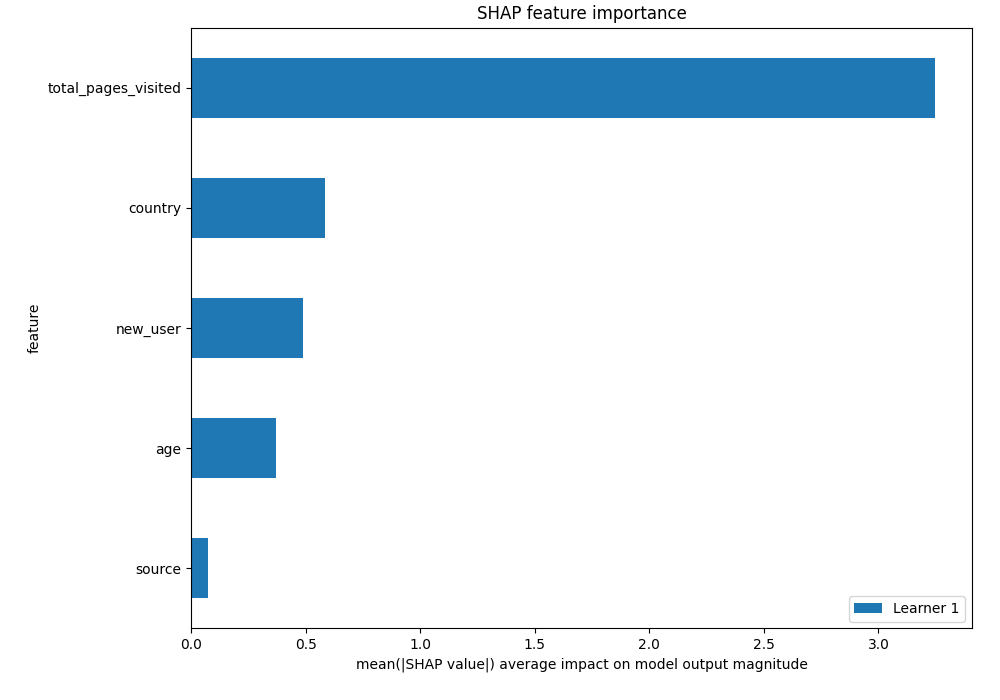 SHAP feature importance
total_pages_visited
country
new_user
age
source
feature
Learner 1
0.0 0.5 1.0 1.5 2.0 2.5 3.0
mean(|SHAP value|) average impact on model output magnitude